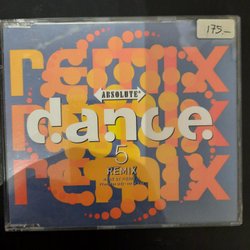 175.-
remix
ABSOLUTE
remix
dance
5
REMIX
remix